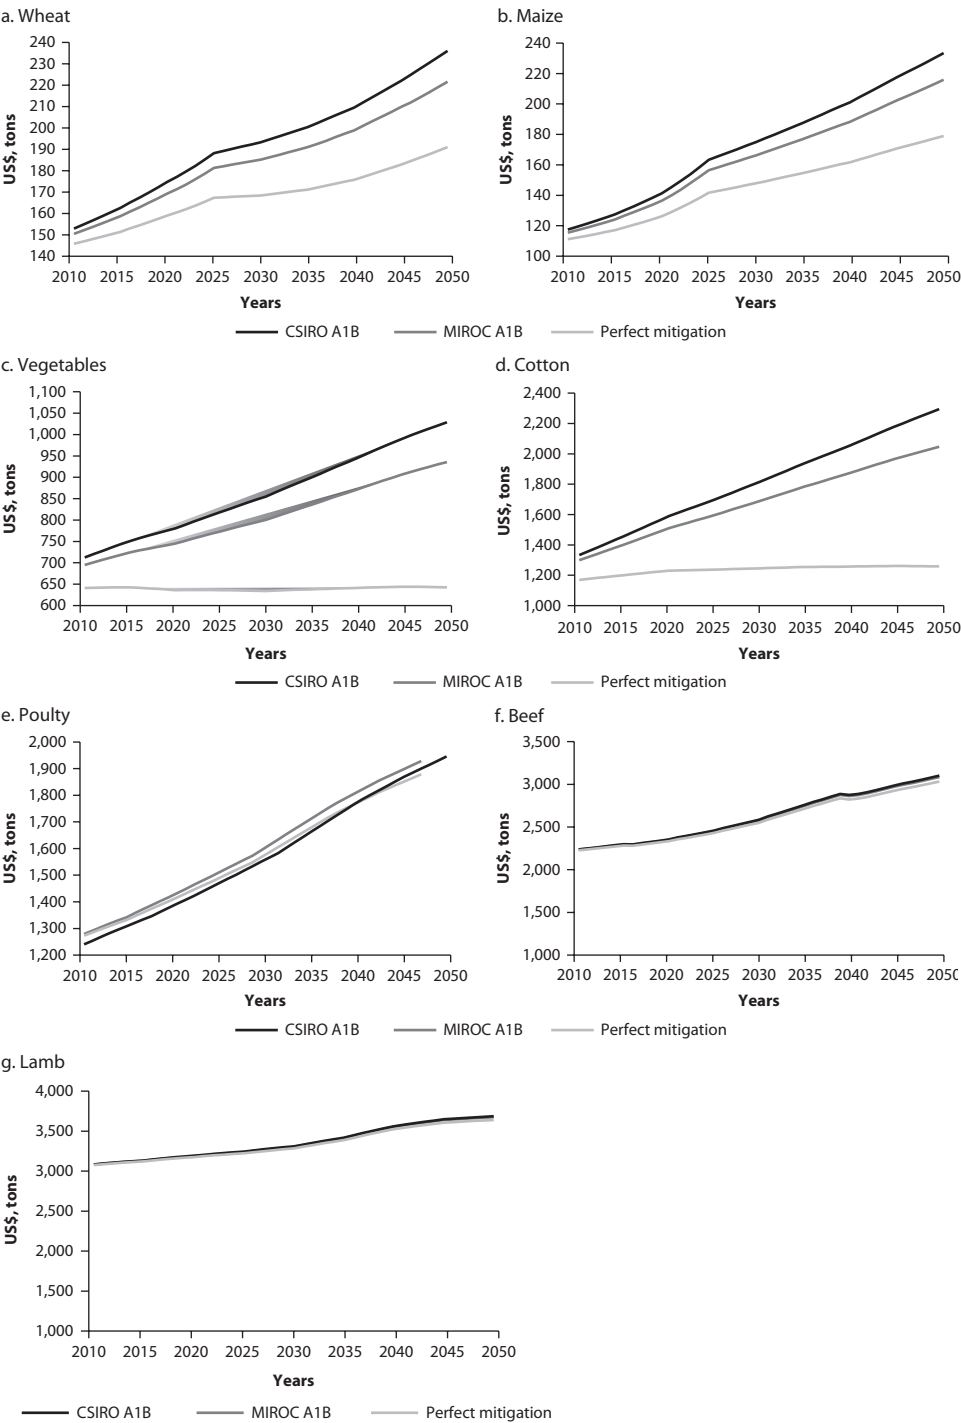 a. Wheat
b. Maize
240
230
220
210
200
190
180
170
160
150
140
US$, tons
2010 2015 2020 2025 2030 2035 2040 2045 2050
Years
240
220
200
180
160
140
120
100
US$, tons
2010 2015 2020 2025 2030 2035 2040 2045 2050
Years
CSIRO A1B MIROC A1B Perfect mitigation
c. Vegetables
d. Cotton
1,100
1,050
1,000
950
900
850
800
750
700
650
600
US$, tons
2010 2015 2020 2025 2030 2035 2040 2045 2050
Years
2,400
2,200
2,000
1,800
1,600
1,400
1,200
1,000
US$, tons
2010 2015 2020 2025 2030 2035 2040 2045 2050
Years
CSIRO A1B MIROC A1B Perfect mitigation
e. Poulty
f. Beef
2,000
1,900
1,800
1,700
1,600
1,500
1,400
1,300
1,200
US$, tons
2010 2015 2020 2025 2030 2035 2040 2045 2050
Years
3,500
3,000
2,500
2,000
1,500
1,000
US$, tons
2010 2015 2020 2025 2030 2035 2040 2045 2050
Years
CSIRO A1B MIROC A1B Perfect mitigation
g. Lamb
4,000
3,500
3,000
2,500
2,000
1,500
1,000
US$, tons
2010 2015 2020 2025 2030 2035 2040 2045 2050
Years
CSIRO A1B MIROC A1B Perfect mitigation